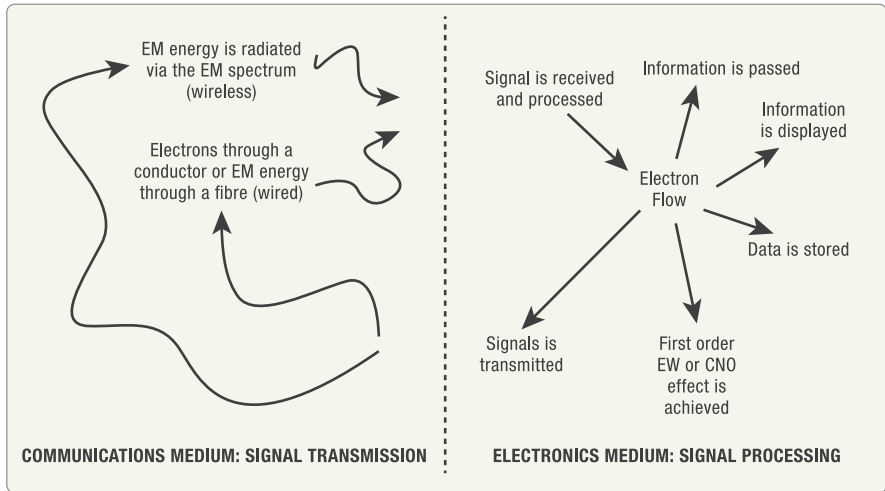 EM energy is radiated
via the EM spectrum
(wireless)
Electrons through a
conductor or EM energy
through a fibre (wired)
COMMUNICATIONS MEDIUM: SIGNAL TRANSMISSION
Signal is received
and processed
Information is passed
Information
is displayed
Electron
Flow
Data is stored
Signals is
transmitted
First order
EW or CNO
effect is
achieved
ELECTRONICS MEDIUM: SIGNAL PROCESSING